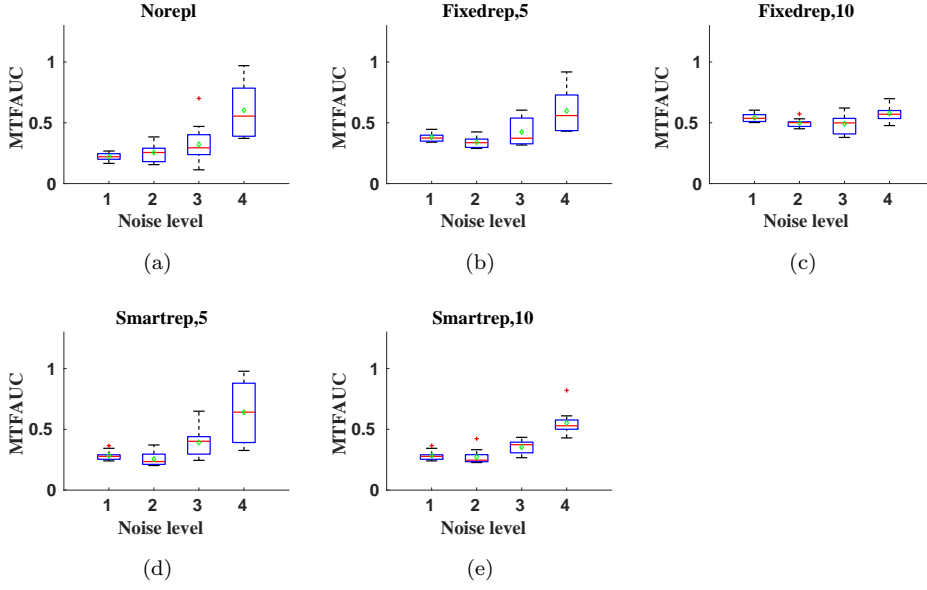 Norepl
MTFAUC
1
0.5
0
1 2 3 4
Noise level
(a)
Fixedrep,5
MTFAUC
1
0.5
0
1 2 3 4
Noise level
(b)
Fixedrep,10
MTFAUC
1
0.5
0
1 2 3 4
Noise level
(c)
Smartrep,5
MTFAUC
1
0.5
0
1 2 3 4
Noise level
(d)
Smartrep,10
MTFAUC
1
0.5
0
1 2 3 4
Noise level
(e)